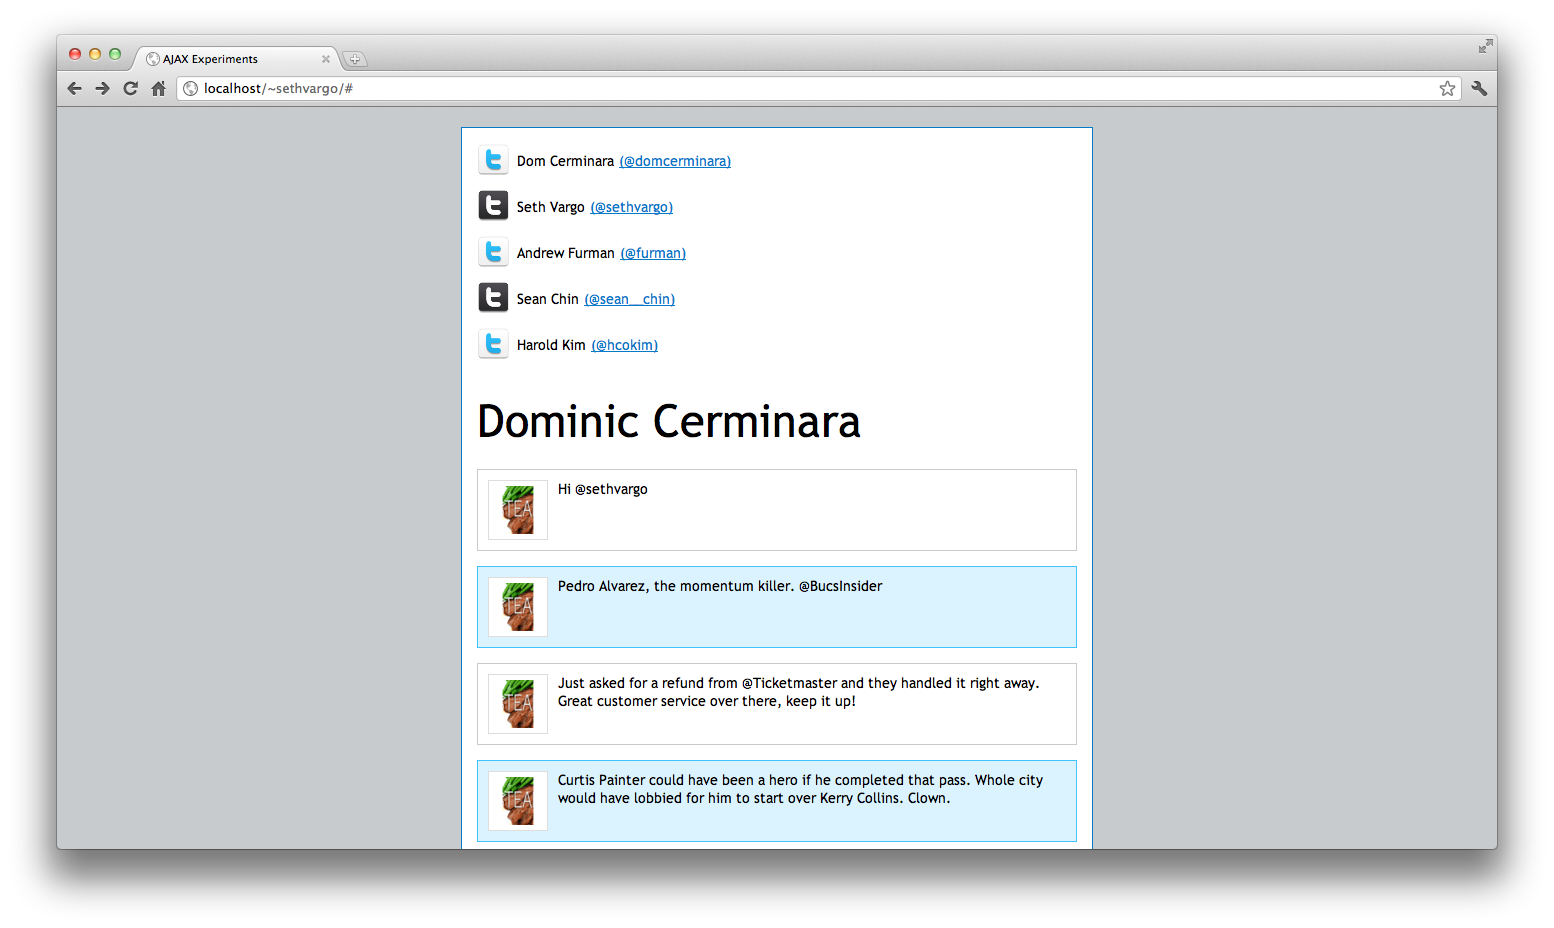 AJAX Experiments
localhost/~sethvargo/#
Dom Cerminara (@domcerminara)
Seth Vargo (@sethvargo)
Andrew Furman (@furman)
Sean Chin (@sean__chin)
Harold Kim (@hcokim)
Dominic Cerminara
TEA
Hi @sethvargo
TEA
Pedro Alvarez, the momentum killer. @BucsInsider
TEA
Just asked for a refund from @Ticketmaster and they handled it right away.
Great customer service over there, keep it up!
TEA
Curtis Painter could have been a hero if he completed that pass. Whole city
would have lobbied for him to start over Kerry Collins. Clown.